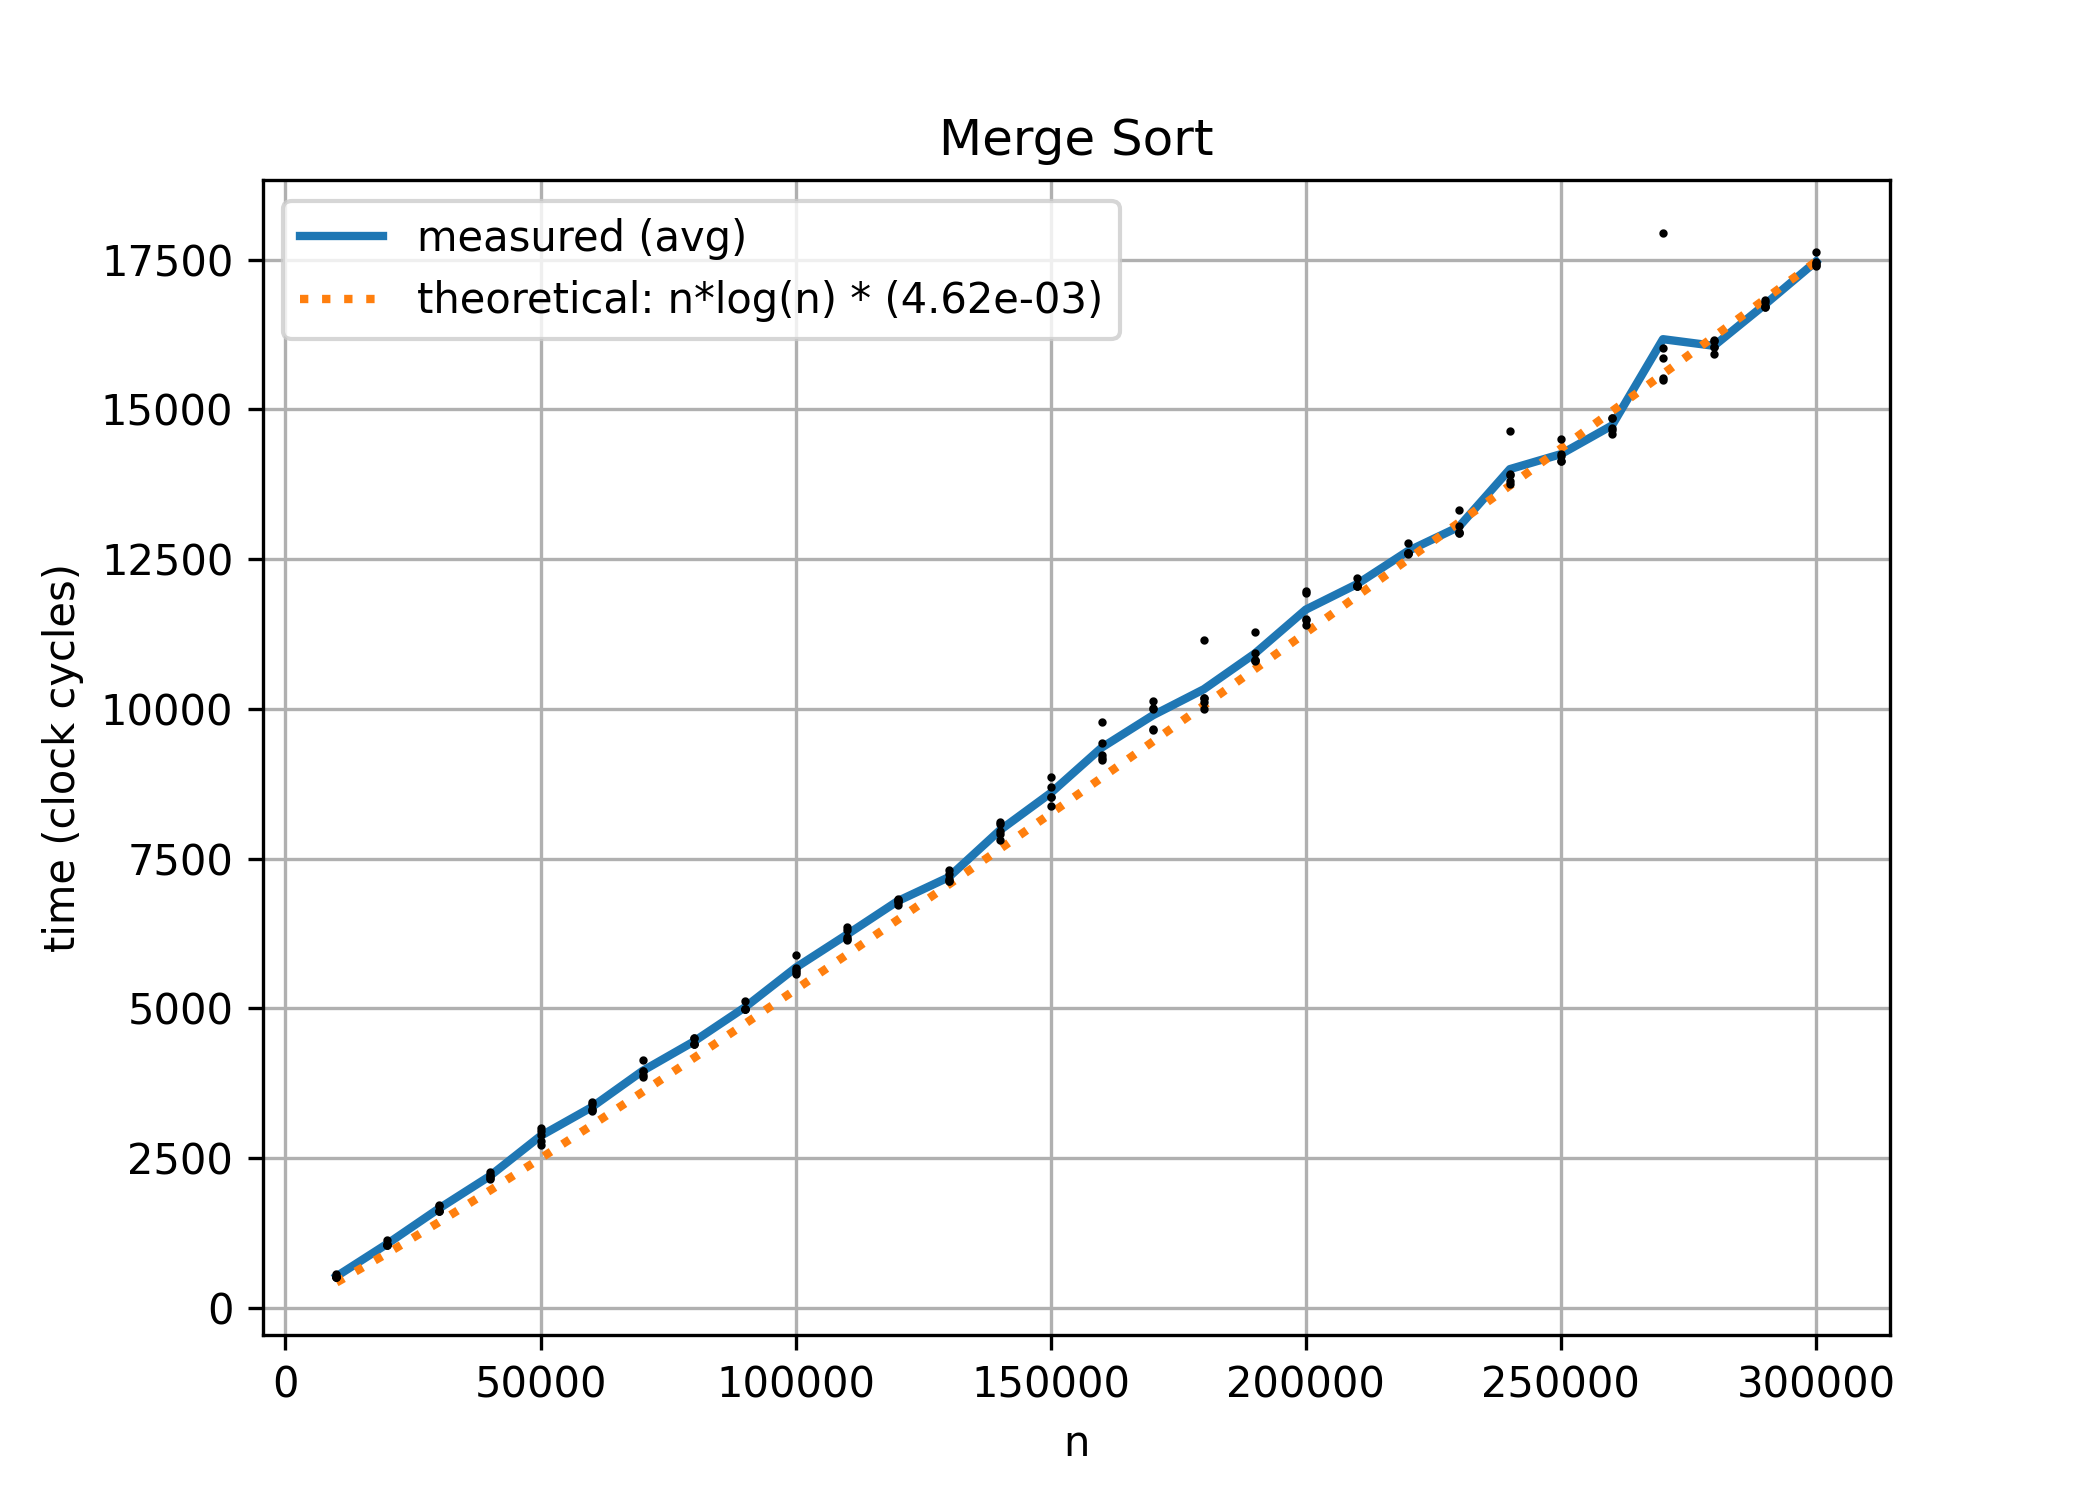 Merge Sort
measured (avg)
theoretical: n*log(n) * (4.62e-03)
17500
15000
12500
10000
7500
5000
2500
0
time (clock cycles)
0 50000 100000 150000 200000 250000 300000
n